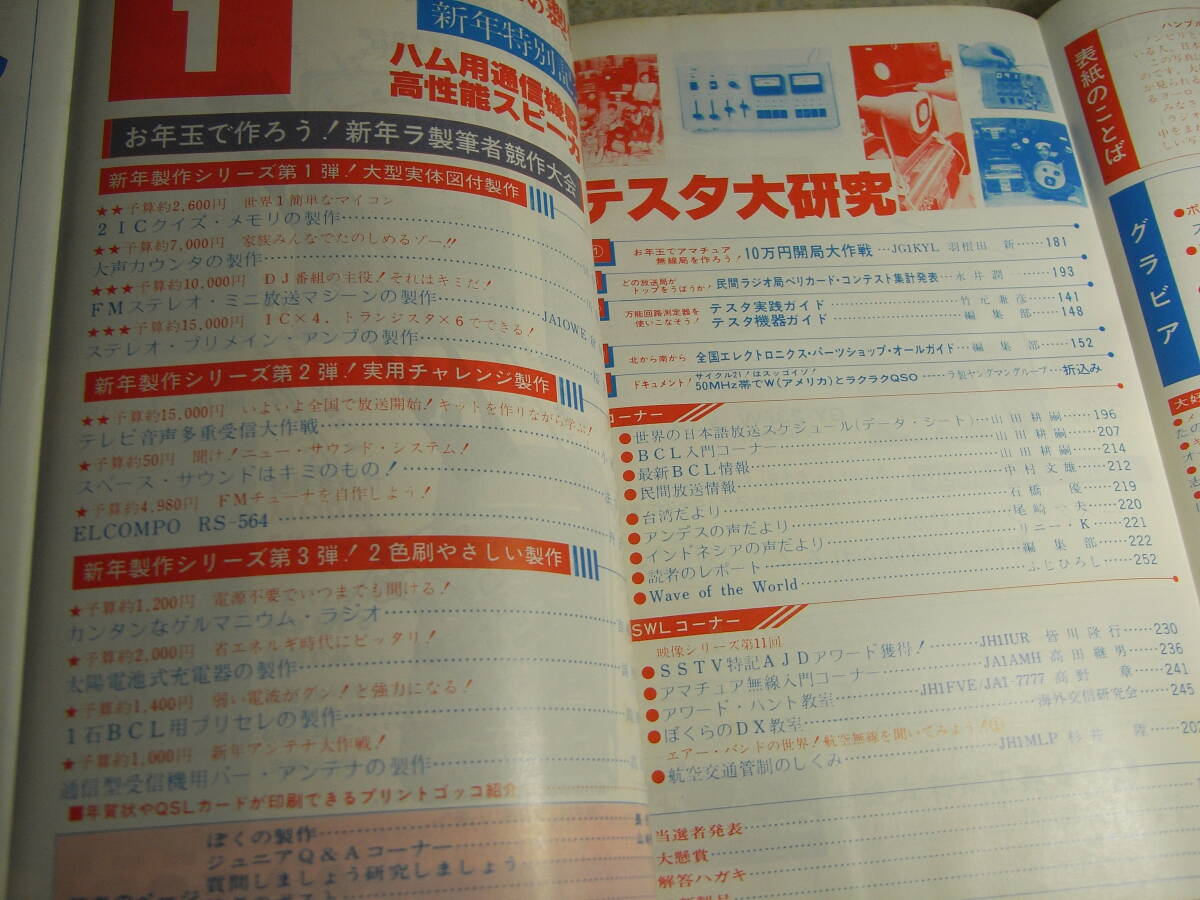 1
の製
新年特別記
ハム用通信機器
高性能スピーカ
お年玉で作ろう！新年ラ製筆者競作大会
新年製作シリーズ第1弾！大型実体図付製作
★★予算約2,600円 世界1簡単なマイコン
2ICクイズ・メモリの製作
★★予算約7,000円 家族みんなでたのしめるゾー!!
大声カウンタの製作
★★★予算約10,000円 DJ番組の主役！それはキミだ！
FMステレオ・ミニ放送マシーンの製作 JA1OWE
★★★予算約15,000円 IC×4、トランジスタ×6でできる！
ステレオ・プリメイン・アンプの製作
新年製作シリーズ第2弾！実用チャレンジ製作
★★予算約15,000円 いよいよ全国で放送開始！キットを作りながら学ぶ！
テレビ音声多重受信大作戦
★予算約50円 聞け！ニュー・サウンド・システム！
スペース・サウンドはキミのもの！
★予算約4,980円 FMチューナを自作しよう！
ELCOMPO RS-564
新年製作シリーズ第3弾！2色刷やさしい製作
★予算約1,200円 電源不要でいつまでも聞ける！
カンタンなゲルマニウム・ラジオ
★予算約2,000円 省エネルギ時代にピッタリ！
太陽電池式充電器の製作
★予算約1,400円 弱い電波がグン！と強力になる！
1石BCL用プリセレの製作
★予算約1,000円 新年アンテナ大作戦！
通信型受信機用バー・アンテナの製作
■年賀状やQSLカードが印刷できるプリントゴッコ紹介
ぼくの製作
ジュニアQ&Aコーナー
質問しましょう研究しましょう
テスタ大研究
① お年玉でアマチュア無線局を作ろう！ 10万円開局大作戦…JG1KYL 羽根田 新……181
どの放送局がトップをうばうか！ 民間ラジオ局ベリカード・コンテスト集計発表…永井潤……193
万能回路測定器を使いこなそう！ テスタ実践ガイド……竹元兼彦……141
テスタ機器ガイド……編集部……148
北から南から 全国エレクトロニクス・パーツショップ・オールガイド…編集部……152
ドキュメント！ サイクル21！はスッゴイゾ！
50MHz帯でW(アメリカ)とラクラクQSO……ラ製ヤングマングループ…折込み
コーナー
●世界の日本語放送スケジュール(データ・シート)…山田耕嗣……196
●BCL入門コーナー……山田耕嗣……207
●最新BCL情報……山田耕嗣……214
●民間放送情報……中村文雄……212
●台湾だより……石橋優……219
●アンデスの声だより……尾崎一夫……220
●インドネシアの声だより……リニー・K……221
●読者のレポート……編集部……222
●Wave of the World……ふじひろし……252
SWLコーナー
映像シリーズ第11回
●SSTV特記AJDアワード獲得！……JH1IUR 皆川隆行……230
●アマチュア無線入門コーナー……JA1AMH 高田継男……236
●アワード・ハント教室……JH1FVE/JA1-7777 高野章……241
●ぼくらのDX教室……海外交信研究会……245
エアー・バンドの世界！航空無線を聞いてみよう！①
●航空交通管制のしくみ……JH1MLP 杉 陸……202
当選者発表
大懸賞
解答ハガキ
表紙のことば
グラビア